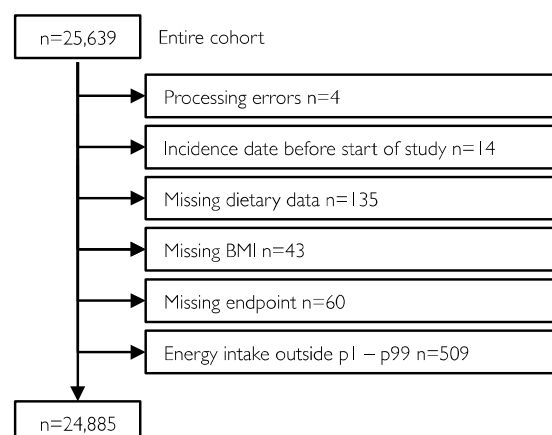 n=25,639 Entire cohort
Processing errors n=4
Incidence date before start of study n=14
Missing dietary data n=135
Missing BMI n=43
Missing endpoint n=60
Energy intake outside p1 – p99 n=509
n=24,885